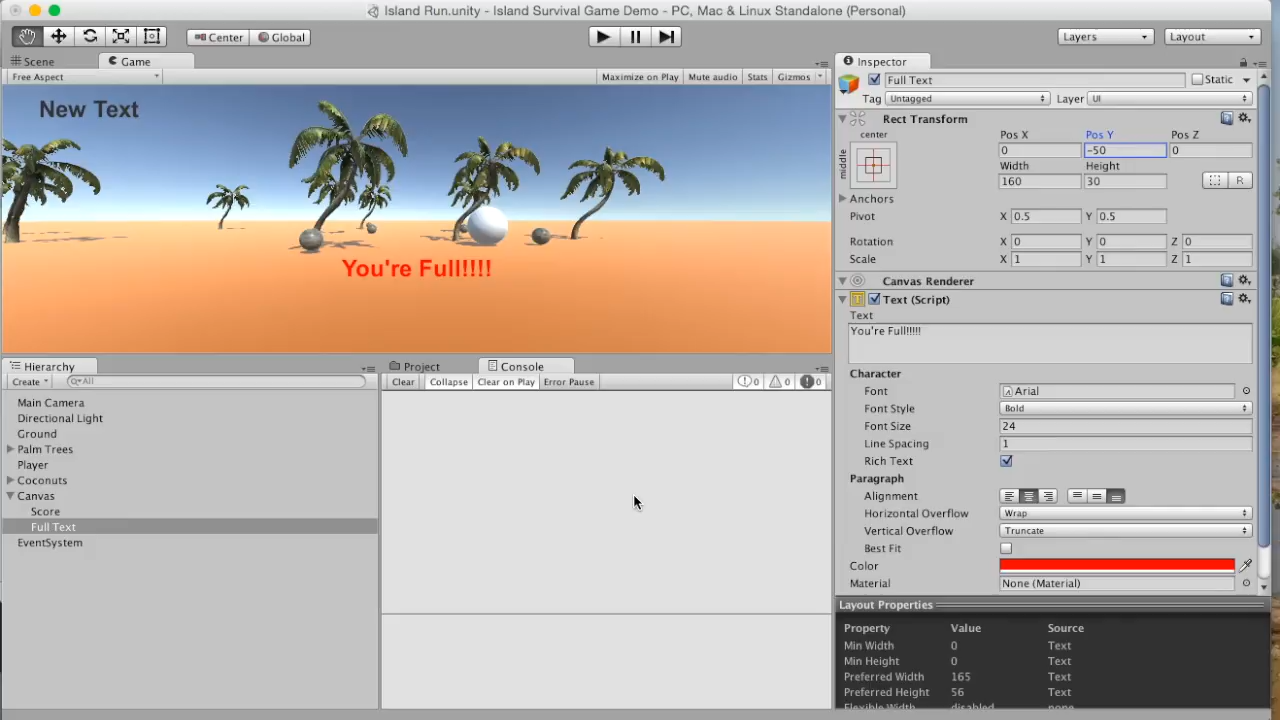 Island Run.unity - Island Survival Game Demo - PC, Mac & Linux Standalone (Personal)
Center Global Layers Layout
Scene Game
Free Aspect Maximize on Play Mute audio Stats Gizmos
New Text
You're Full!!!!
Hierarchy
Create All
Main Camera
Directional Light
Ground
Palm Trees
Player
Coconuts
Canvas
Score
Full Text
EventSystem
Project Console
Clear Collapse Clear on Play Error Pause 0 0 0
Inspector
Full Text Static
Tag Untagged Layer UI
Rect Transform
center Pos X Pos Y Pos Z
middle 0 -50 0
Width Height
160 30 R
Anchors
Pivot X 0.5 Y 0.5
Rotation X 0 Y 0 Z 0
Scale X 1 Y 1 Z 1
Canvas Renderer
Text (Script)
Text
You're Full!!!!!
Character
Font Arial
Font Style Bold
Font Size 24
Line Spacing 1
Rich Text
Paragraph
Alignment
Horizontal Overflow Wrap
Vertical Overflow Truncate
Best Fit
Color
Material None (Material)
Layout Properties
Property Value Source
Min Width 0 Text
Min Height 0 Text
Preferred Width 165 Text
Preferred Height 56 Text
Flexible Width disabled none